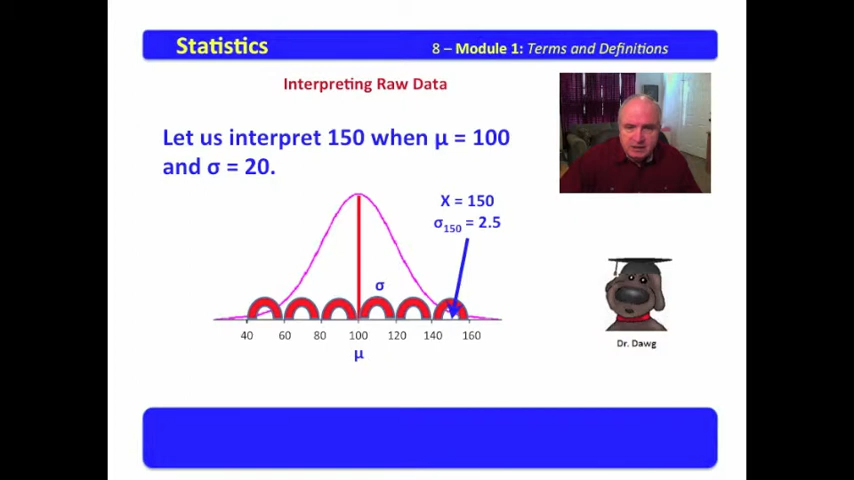 Statistics
8 – Module 1: Terms and Definitions
Interpreting Raw Data
Let us interpret 150 when μ = 100
and σ = 20.
X = 150
σ150 = 2.5
σ
40 60 80 100 120 140 160
μ
Dr. Dawg